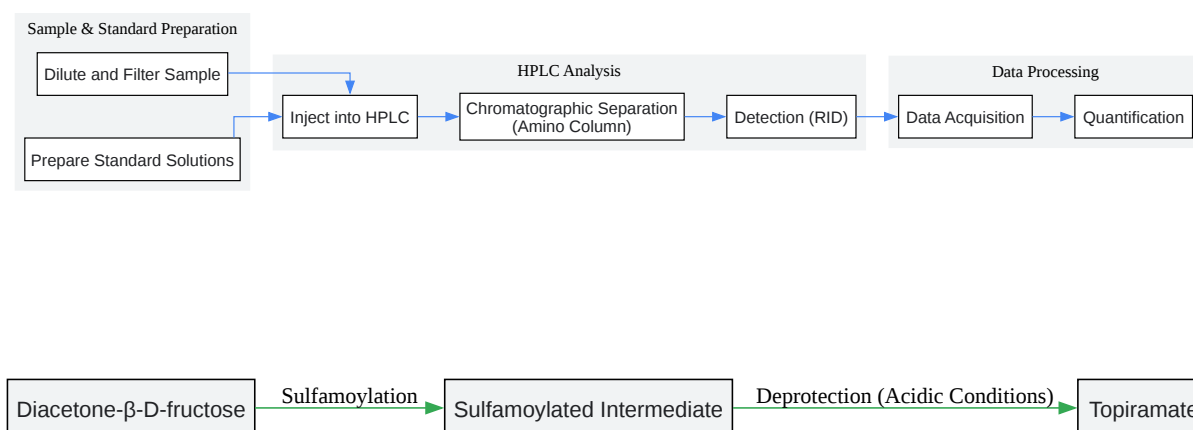 Sample & Standard Preparation
Dilute and Filter Sample
Prepare Standard Solutions
HPLC Analysis
Inject into HPLC
Chromatographic Separation
(Amino Column)
Detection (RID)
Data Processing
Data Acquisition
Quantification
Diacetone-β-D-fructose
Sulfamoylation
Sulfamoylated Intermediate
Deprotection (Acidic Conditions)
Topiramate